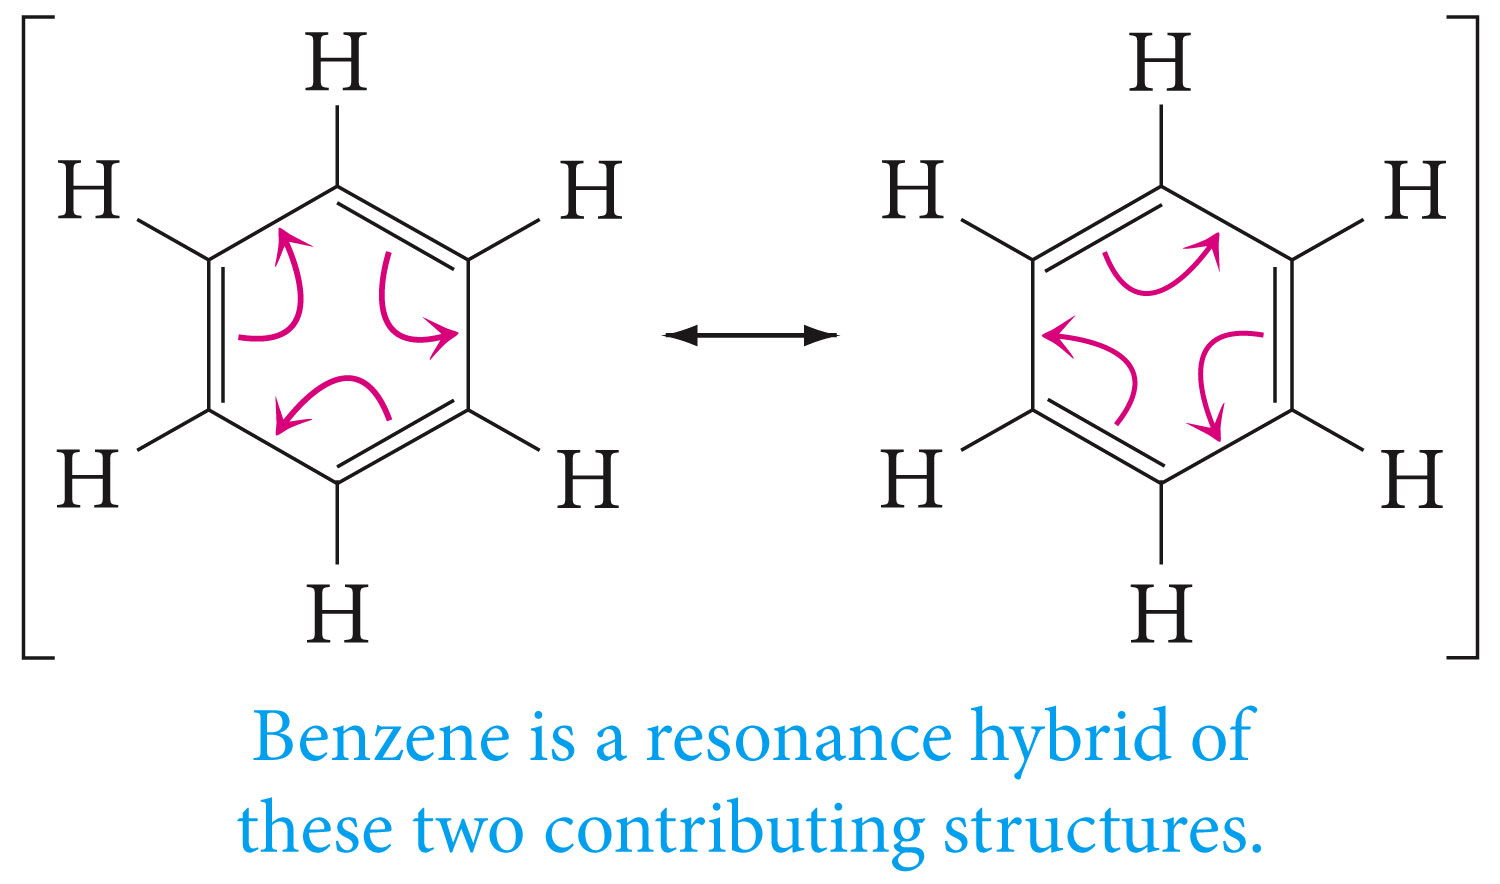 H H
H H H H
H H H H
H H
Benzene is a resonance hybrid of
these two contributing structures.